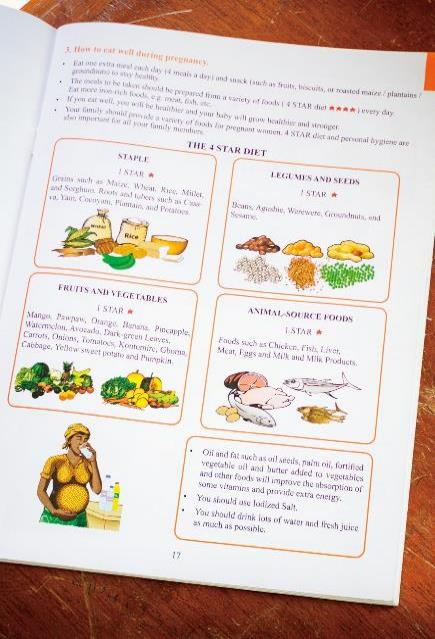 3. How to eat well during pregnancy.
• Eat one extra meal each day (4 meals a day) and snack (such as fruits, biscuits, or roasted maize / plantains /
groundnuts) to stay healthy.
• The meals to be taken should be prepared from a variety of foods ( 4 STAR diet ★★★★ ) every day.
Eat more iron-rich foods, e.g. meat, fish, etc.
• If you eat well, you will be healthier and your baby will grow healthier and stronger.
• Your family should provide a variety of foods for pregnant women. 4 STAR diet and personal hygiene are
also important for all your family members.
THE 4 STAR DIET
STAPLE
1 STAR ★
Grains such as Maize, Wheat, Rice, Millet,
and Sorghum. Roots and tubers such as Cassa-
va, Yam, Cocoyam, Plantain, and Potatoes.
Rice
LEGUMES AND SEEDS
1 STAR ★
Beans, Agushie, Werewere, Groundnuts, and
Sesame.
FRUITS AND VEGETABLES
1 STAR ★
Mango, Pawpaw, Orange, Banana, Pineapple,
Watermelon, Avocado, Dark-green Leaves,
Carrots, Onions, Tomatoes, Kontomire, Gboma,
Cabbage, Yellow sweet potato and Pumpkin.
ANIMAL-SOURCE FOODS
1 STAR ★
Foods such as Chicken, Fish, Liver,
Meat, Eggs and Milk and Milk Products.
• Oil and fat such as oil seeds, palm oil, fortified
vegetable oil and butter added to vegetables
and other foods will improve the absorption of
some vitamins and provide extra energy.
• You should use Iodized Salt.
• You should drink lots of water and fresh juice
as much as possible.
17